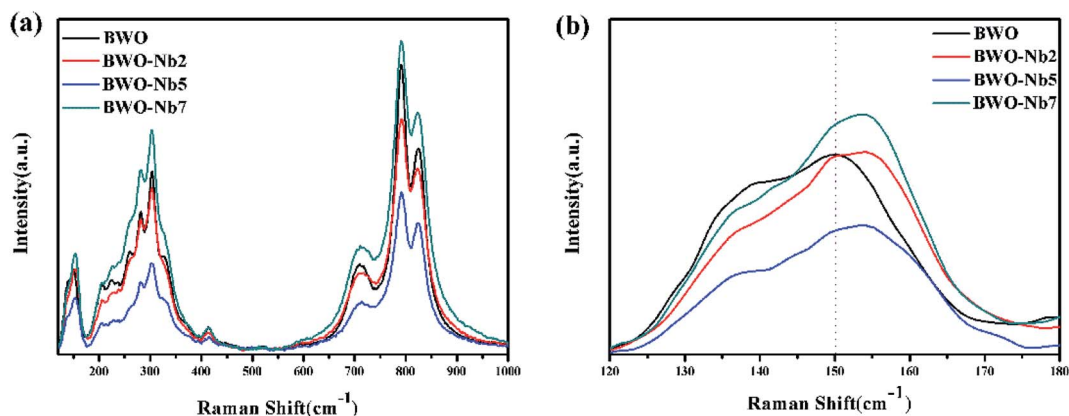 (a)
BWO
BWO-Nb2
BWO-Nb5
BWO-Nb7
Intensity(a.u.)
200 300 400 500 600 700 800 900 1000
Raman Shift(cm⁻¹)
(b)
BWO
BWO-Nb2
BWO-Nb5
BWO-Nb7
Intensity(a.u.)
120 130 140 150 160 170 180
Raman Shift(cm⁻¹)